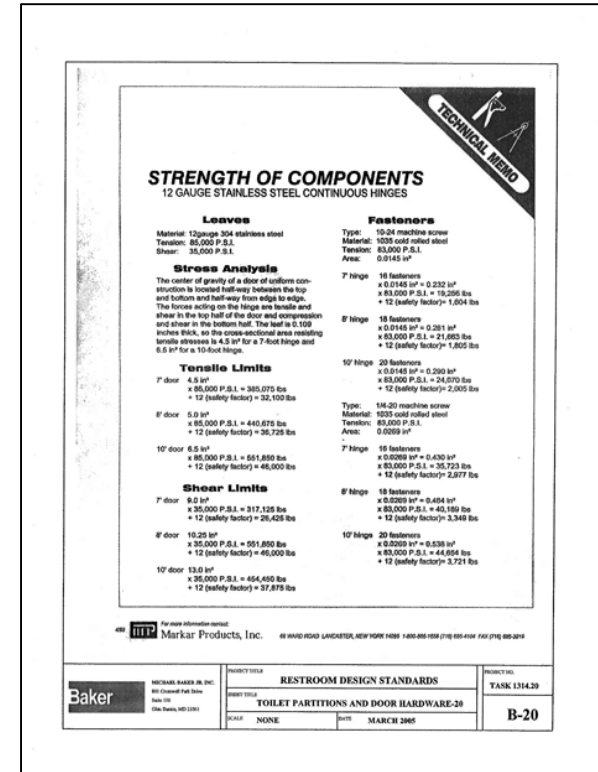 TECHNICAL MEMO
STRENGTH OF COMPONENTS
12 GAUGE STAINLESS STEEL CONTINUOUS HINGES
Leaves
Material: 12gauge 304 stainless steel
Tension: 85,000 P.S.I.
Shear: 35,000 P.S.I.
Stress Analysis
The center of gravity of a door of uniform con-
struction is located half-way between the top
and bottom and half-way from edge to edge.
The forces acting on the hinge are tensile and
shear in the top half of the door and compression
and shear in the bottom half. The leaf is 0.109
inches thick, so the cross-sectional area resisting
tensile stresses is 4.5 in² for a 7-foot hinge and
6.5 in² for a 10-foot hinge.
Tensile Limits
7' door 4.5 in²
x 85,000 P.S.I. = 385,075 lbs
÷ 12 (safety factor) = 32,100 lbs
8' door 5.0 in²
x 85,000 P.S.I. = 440,675 lbs
÷ 12 (safety factor) = 36,725 lbs
10' door 6.5 in²
x 85,000 P.S.I. = 551,850 lbs
÷ 12 (safety factor) = 46,000 lbs
Shear Limits
7' door 9.0 in²
x 35,000 P.S.I. = 317,125 lbs
÷ 12 (safety factor) = 26,425 lbs
8' door 10.25 in²
x 35,000 P.S.I. = 551,850 lbs
÷ 12 (safety factor) = 46,000 lbs
10' door 13.0 in²
x 35,000 P.S.I. = 454,450 lbs
÷ 12 (safety factor) = 37,875 lbs
Fasteners
Type: 10-24 machine screw
Material: 1035 cold rolled steel
Tension: 83,000 P.S.I.
Area: 0.0145 in²
7' hinge 16 fasteners
x 0.0145 in² = 0.232 in²
x 83,000 P.S.I. = 19,256 lbs
÷ 12 (safety factor)= 1,604 lbs
8' hinge 18 fasteners
x 0.0145 in² = 0.261 in²
x 83,000 P.S.I. = 21,663 lbs
÷ 12 (safety factor)= 1,805 lbs
10' hinge 20 fasteners
x 0.0145 in² = 0.290 in²
x 83,000 P.S.I. = 24,070 lbs
÷ 12 (safety factor)= 2,005 lbs
Type: 1/4-20 machine screw
Material: 1035 cold rolled steel
Tension: 83,000 P.S.I.
Area: 0.0269 in²
7' hinge 16 fasteners
x 0.0269 in² = 0.430 in²
x 83,000 P.S.I. = 35,723 lbs
÷ 12 (safety factor)= 2,977 lbs
8' hinge 18 fasteners
x 0.0269 in² = 0.484 in²
x 83,000 P.S.I. = 40,189 lbs
÷ 12 (safety factor)= 3,349 lbs
10' hinge 20 fasteners
x 0.0269 in² = 0.538 in²
x 83,000 P.S.I. = 44,654 lbs
÷ 12 (safety factor)= 3,721 lbs
For more information contact:
Markar Products, Inc. 68 WARD ROAD LANCASTER, NEW YORK 14086
Baker
MICHAEL BAKER JR. INC.
801 Cromwell Park Drive
Suite 110
Glen Burnie, MD 21061
PROJECT TITLE
RESTROOM DESIGN STANDARDS
SHEET TITLE
TOILET PARTITIONS AND DOOR HARDWARE-20
SCALE NONE DATE MARCH 2005
PROJECT NO.
TASK 1314.20
B-20